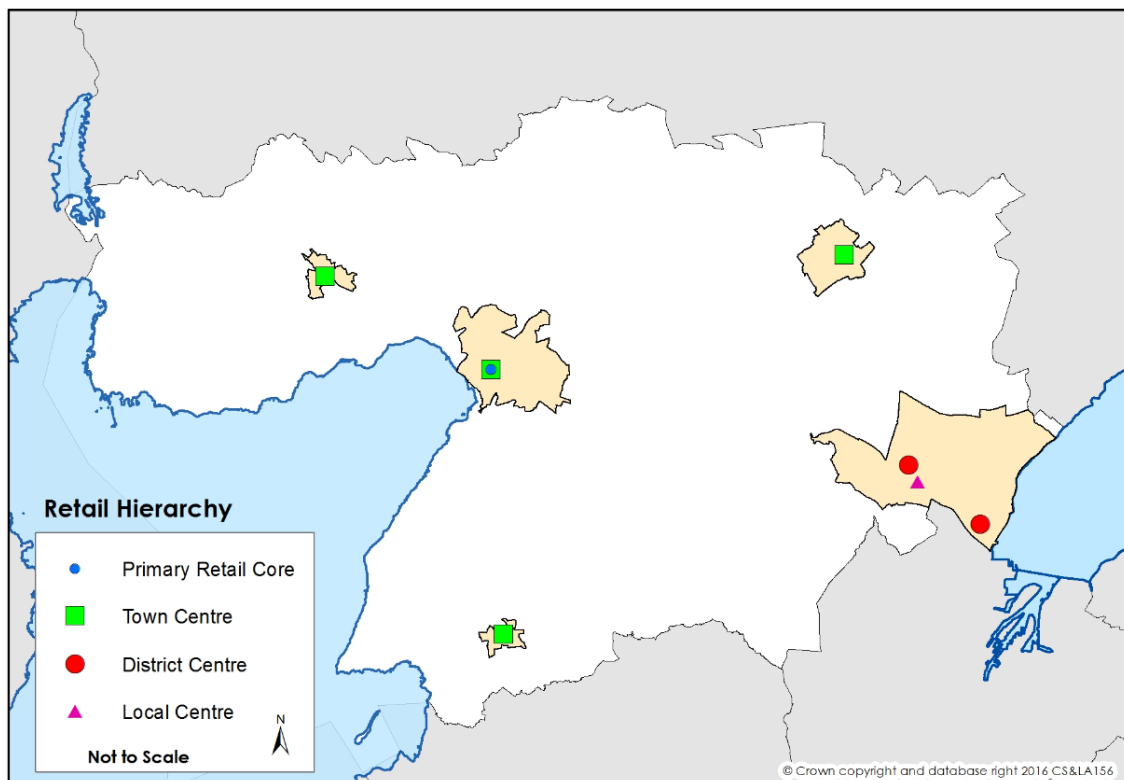 Retail Hierarchy
Primary Retail Core
Town Centre
District Centre
Local Centre
N
Not to Scale
© Crown copyright and database right 2016 CS&LA156